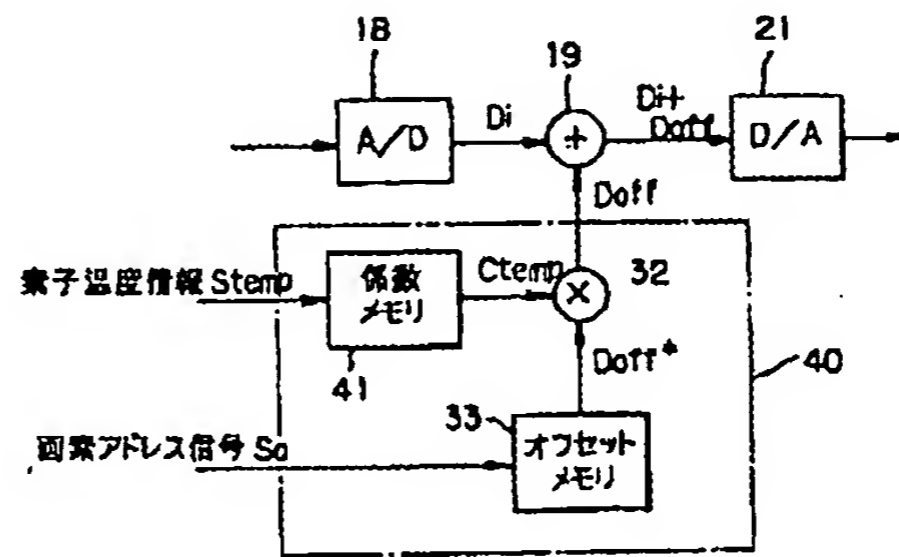 18
19
21
A/D
Di
+
Di+
Doff
D/A
Doff
素子温度情報 Stemp
係数
メモリ
Ctemp
×
32
41
Doff*
40
画素アドレス信号 Sa
33
オフセット
メモリ